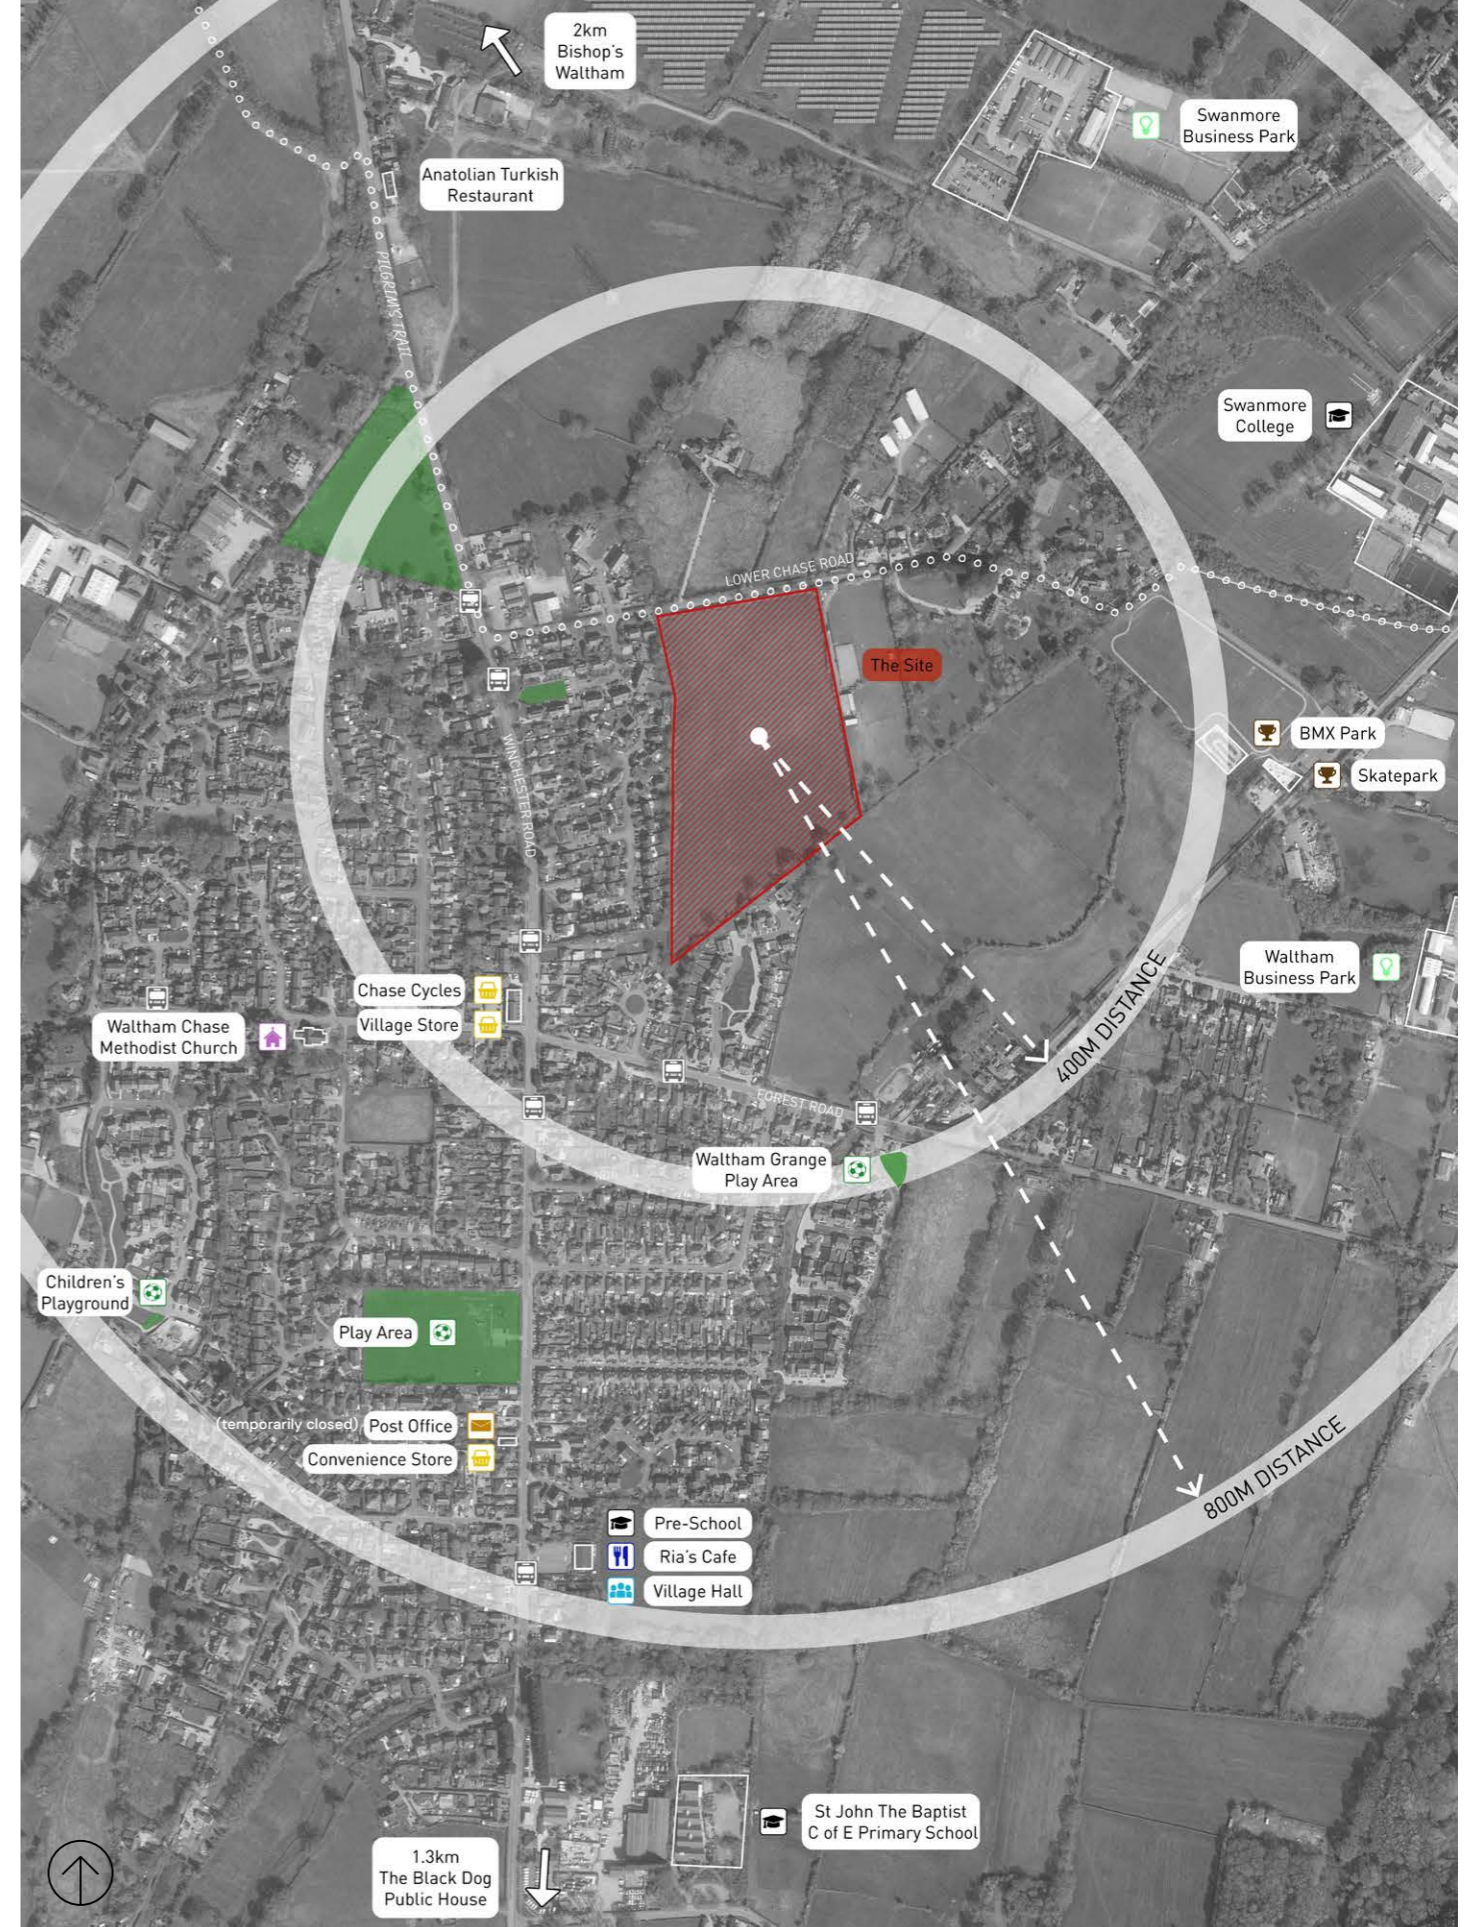 2km
Bishop's
Waltham
Swanmore
Business Park
Anatolian Turkish
Restaurant
PILGRIM'S TRAIL
Swanmore
College
LOWER CHASE ROAD
The Site
BMX Park
Skatepark
WINCHESTER ROAD
Waltham
Business Park
Chase Cycles
Village Store
Waltham Chase
Methodist Church
400M DISTANCE
FOREST ROAD
Waltham Grange
Play Area
Children's
Playground
Play Area
(temporarily closed)
Post Office
Convenience Store
800M DISTANCE
Pre-School
Ria's Cafe
Village Hall
St John The Baptist
C of E Primary School
1.3km
The Black Dog
Public House